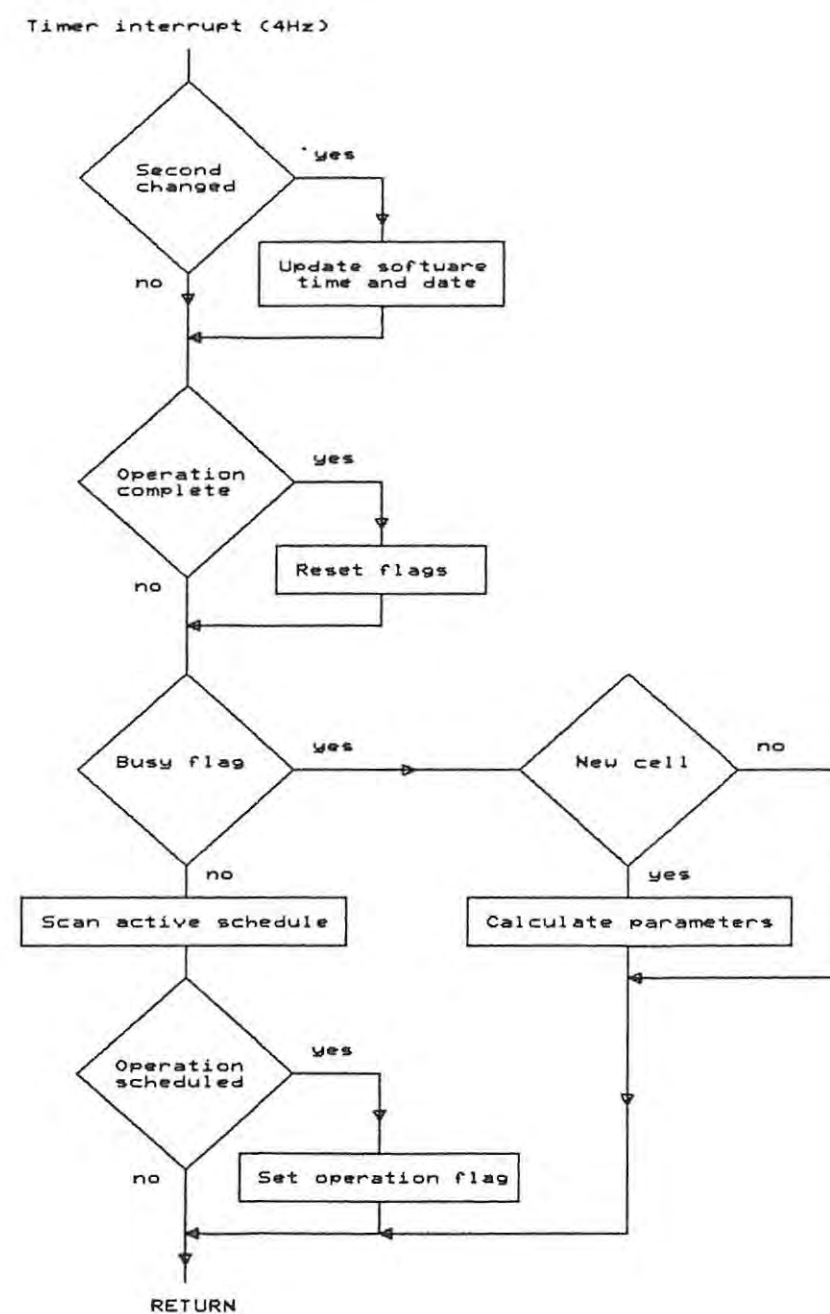 Timer interrupt (4Hz)
Second
changed
yes
Update software
time and date
no
Operation
complete
yes
Reset flags
no
Busy flag
yes
New cell
no
no
yes
Scan active schedule
Calculate parameters
Operation
scheduled
yes
Set operation flag
no
RETURN